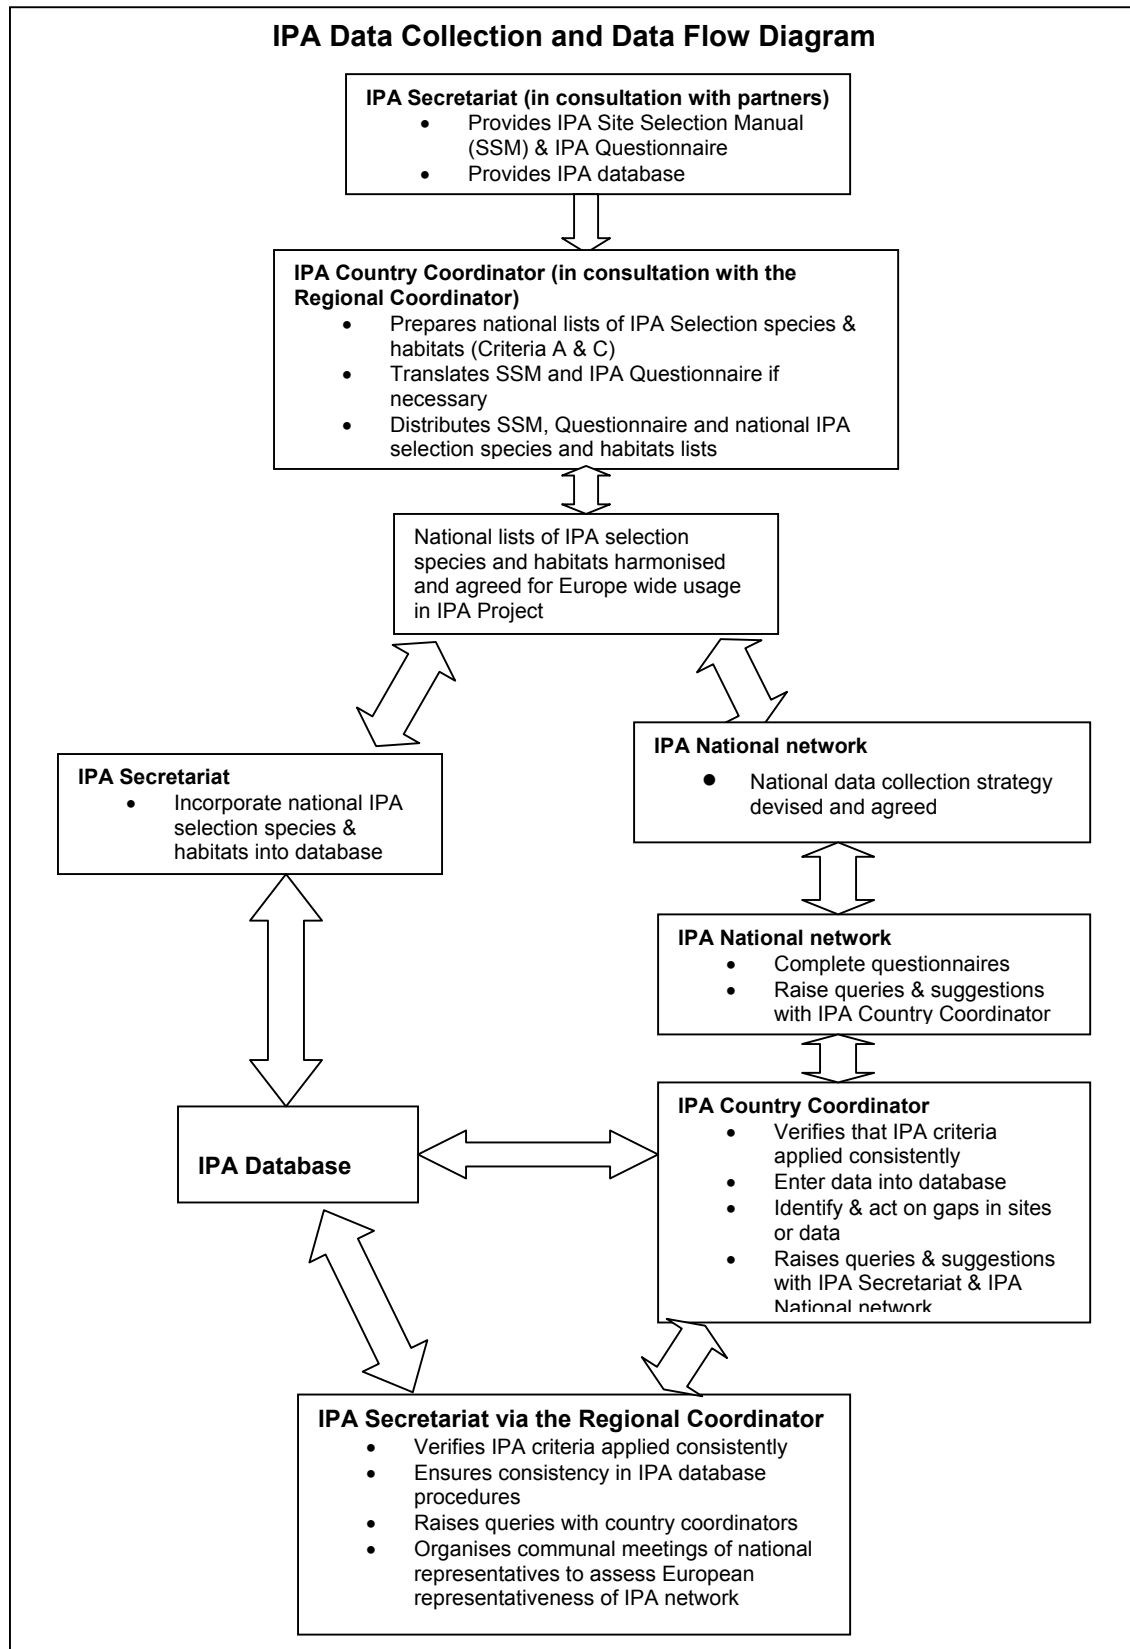 IPA Data Collection and Data Flow Diagram
IPA Secretariat (in consultation with partners)
• Provides IPA Site Selection Manual
(SSM) & IPA Questionnaire
• Provides IPA database
IPA Country Coordinator (in consultation with the
Regional Coordinator)
• Prepares national lists of IPA Selection species &
habitats (Criteria A & C)
• Translates SSM and IPA Questionnaire if
necessary
• Distributes SSM, Questionnaire and national IPA
selection species and habitats lists
National lists of IPA selection
species and habitats harmonised
and agreed for Europe wide usage
in IPA Project
IPA Secretariat
• Incorporate national IPA
selection species &
habitats into database
IPA National network
• National data collection strategy
devised and agreed
IPA National network
• Complete questionnaires
• Raise queries & suggestions
with IPA Country Coordinator
IPA Database
IPA Country Coordinator
• Verifies that IPA criteria
applied consistently
• Enter data into database
• Identify & act on gaps in sites
or data
• Raises queries & suggestions
with IPA Secretariat & IPA
National network
IPA Secretariat via the Regional Coordinator
• Verifies IPA criteria applied consistently
• Ensures consistency in IPA database
procedures
• Raises queries with country coordinators
• Organises communal meetings of national
representatives to assess European
representativeness of IPA network